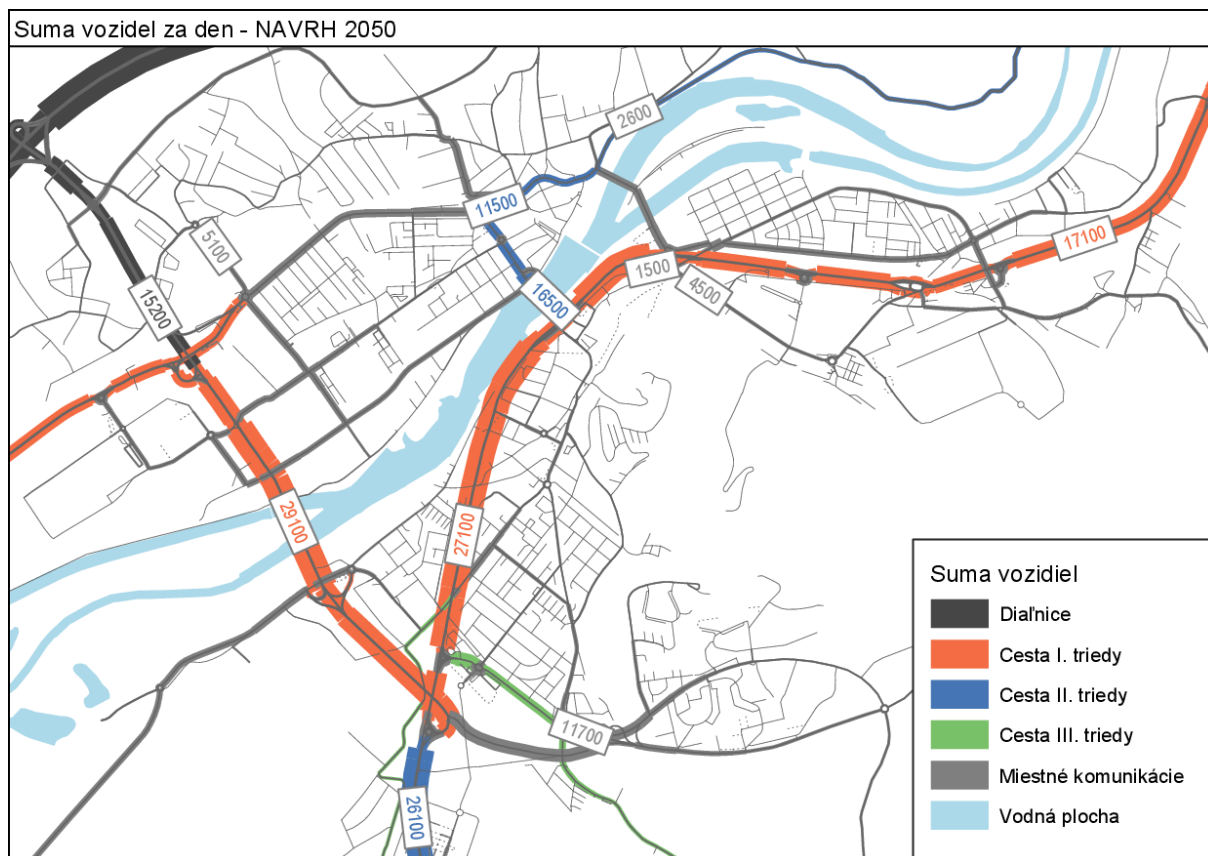 Suma vozidel za den - NAVRH 2050
2600
11500
5100
17100
1500
4500
16500
15200
29100
27100
11700
26100
Suma vozidiel
Diaľnice
Cesta I. triedy
Cesta II. triedy
Cesta III. triedy
Miestné komunikácie
Vodná plocha